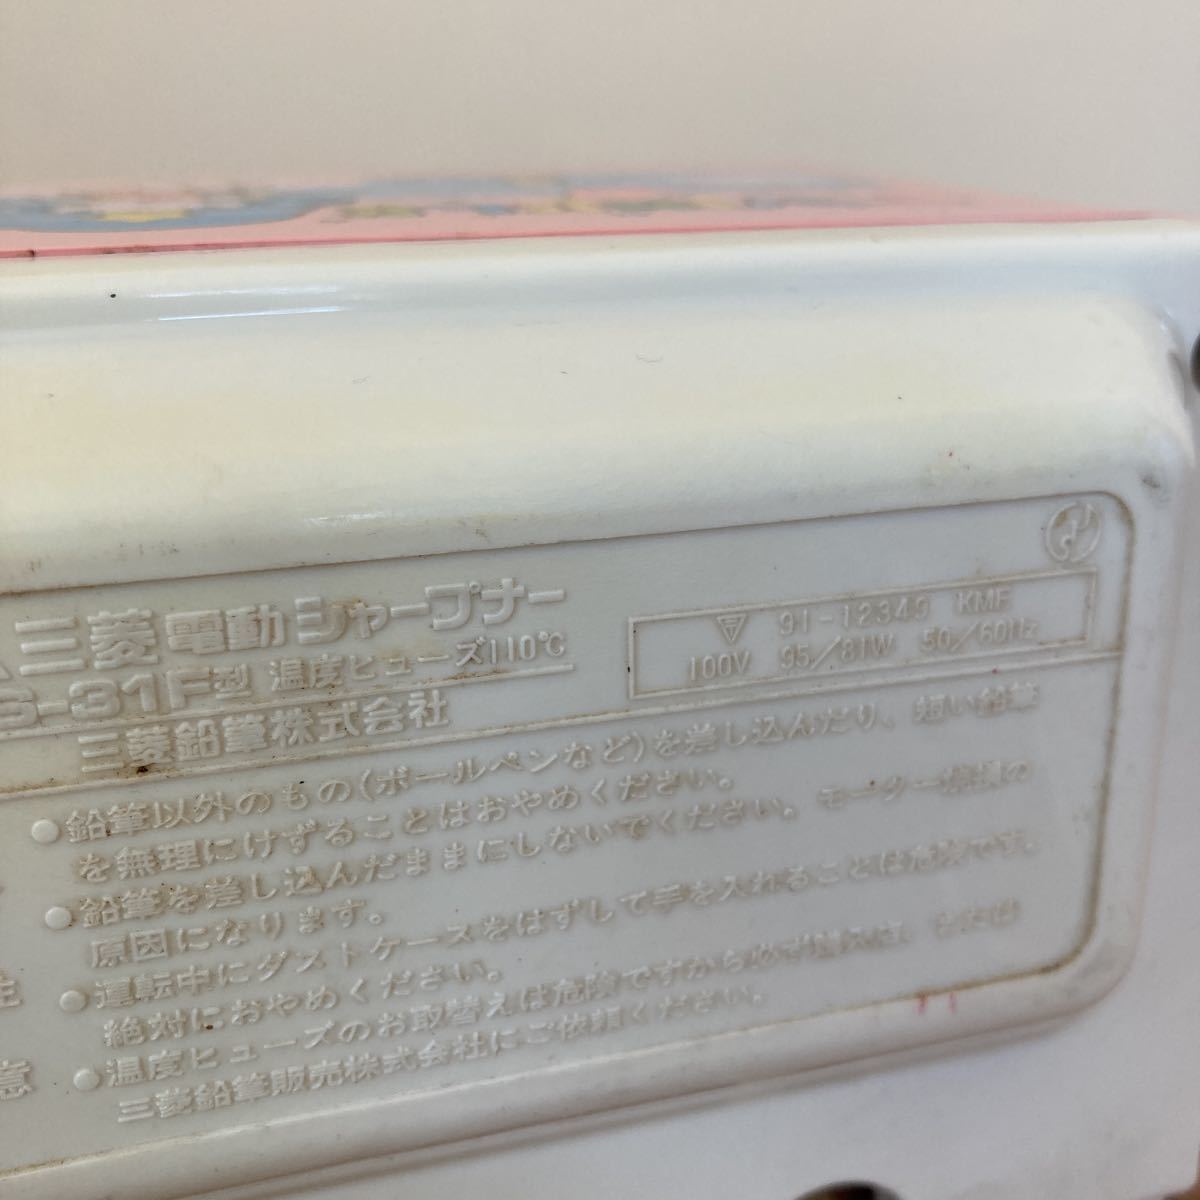 三菱電動シャープナー
S-31F型 温度ヒューズ110℃
三菱鉛筆株式会社
91-12349 KMF
100V 95/81W 50/60Hz
●鉛筆以外のもの(ボールペンなど)を差し込んだり、短い鉛筆
を無理にけずることはおやめください。
●鉛筆を差し込んだままにしないでください。モーター焼損の
原因になります。
●運転中にダストケースをはずして手を入れることは危険です。
絶対におやめください。
●温度ヒューズのお取替えは危険ですから必ず購入店、または
三菱鉛筆販売株式会社にご依頼ください。
注
意